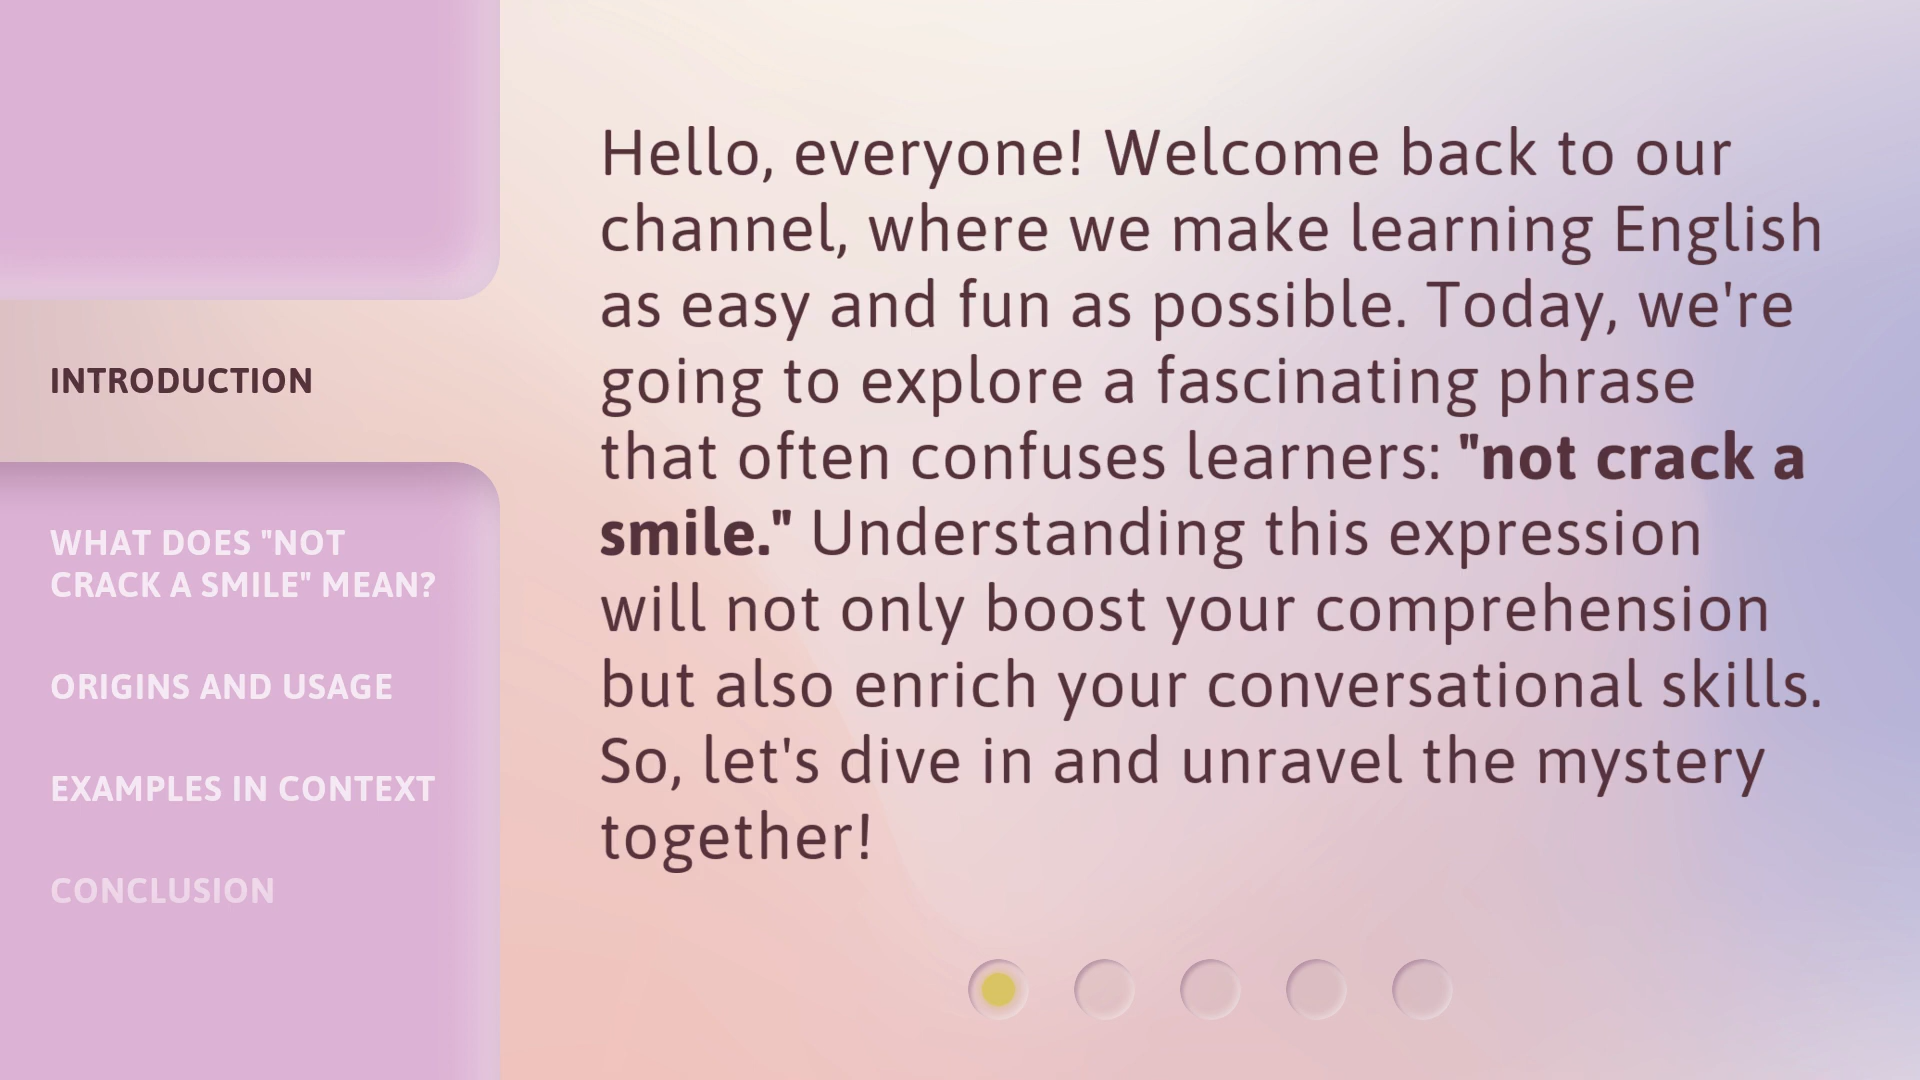 INTRODUCTION
WHAT DOES "NOT
CRACK A SMILE" MEAN?
ORIGINS AND USAGE
EXAMPLES IN CONTEXT
CONCLUSION
Hello, everyone! Welcome back to our
channel, where we make learning English
as easy and fun as possible. Today, we're
going to explore a fascinating phrase
that often confuses learners: "not crack a
smile." Understanding this expression
will not only boost your comprehension
but also enrich your conversational skills.
So, let's dive in and unravel the mystery
together!